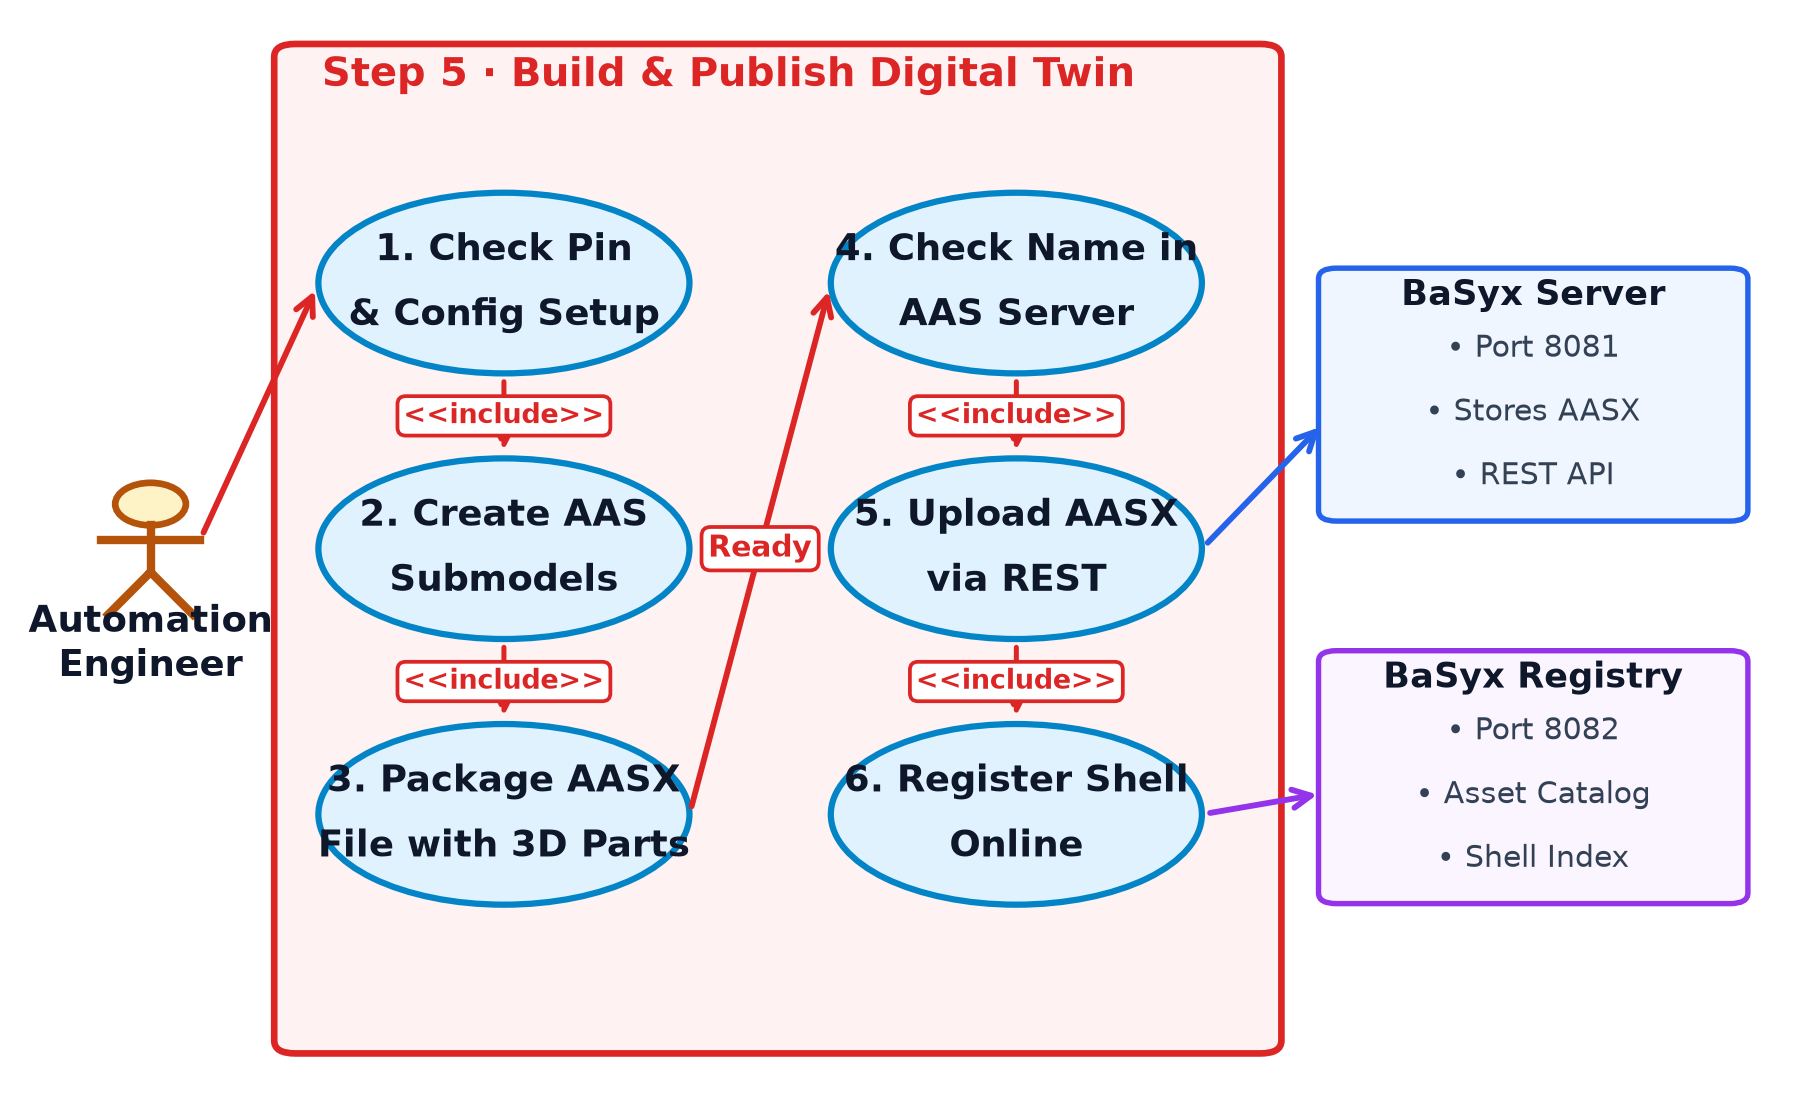 Step 5 · Build & Publish Digital Twin
1. Check Pin
& Config Setup
<<include>>
2. Create AAS
Submodels
<<include>>
3. Package AASX
File with 3D Parts
Ready
4. Check Name in
AAS Server
<<include>>
5. Upload AASX
via REST
<<include>>
6. Register Shell
Online
Automation
Engineer
BaSyx Server
• Port 8081
• Stores AASX
• REST API
BaSyx Registry
• Port 8082
• Asset Catalog
• Shell Index